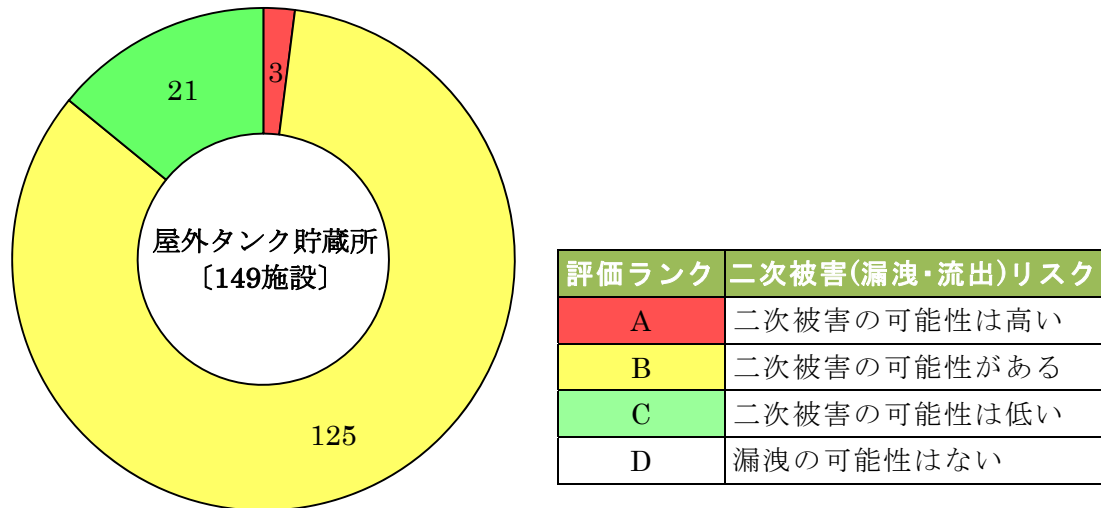 3
21
屋外タンク貯蔵所
〔149施設〕
125
評価ランク 二次被害(漏洩・流出)リスク
A 二次被害の可能性は高い
B 二次被害の可能性がある
C 二次被害の可能性は低い
D 漏洩の可能性はない